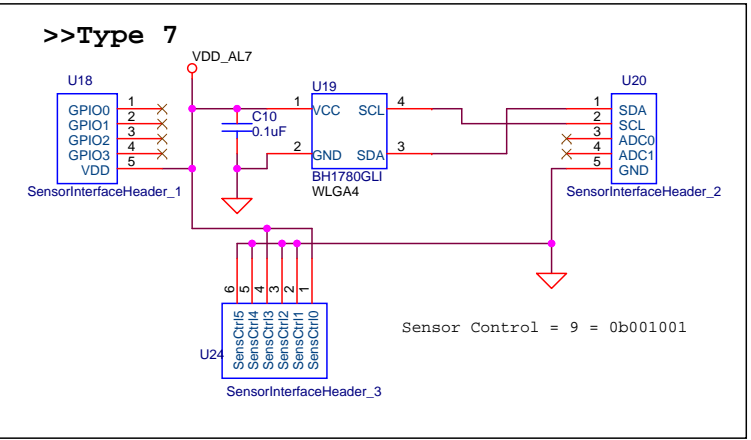 >>Type 7
VDD_AL7
U18
GPIO0 1
GPIO1 2
GPIO2 3
GPIO3 4
VDD 5
SensorInterfaceHeader_1
C10
0.1uF
U19
1 VCC SCL 4
2 GND SDA 3
BH1780GLI
WLGA4
U20
1 SDA
2 SCL
3 ADC0
4 ADC1
5 GND
SensorInterfaceHeader_2
6 SensCtrl5
5 SensCtrl4
4 SensCtrl3
3 SensCtrl2
2 SensCtrl1
1 SensCtrl0
U24
SensorInterfaceHeader_3
Sensor Control = 9 = 0b001001